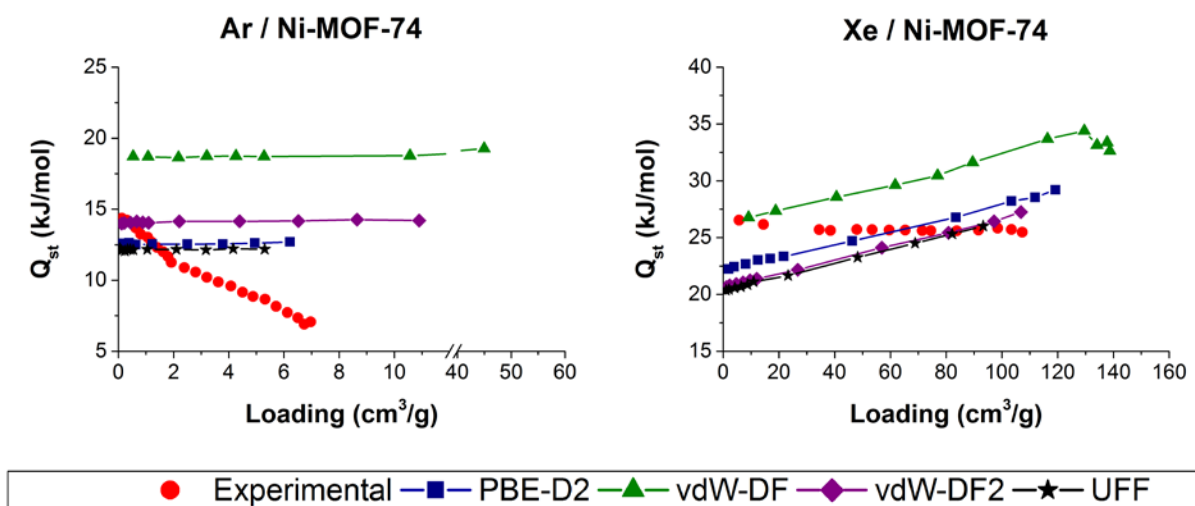 Ar / Ni-MOF-74
Xe / Ni-MOF-74
25
20
15
10
5
Q_st (kJ/mol)
0 2 4 6 8 10 40 50 60
Loading (cm³/g)
40
35
30
25
20
15
Q_st (kJ/mol)
0 20 40 60 80 100 120 140 160
Loading (cm³/g)
Experimental PBE-D2 vdW-DF vdW-DF2 UFF